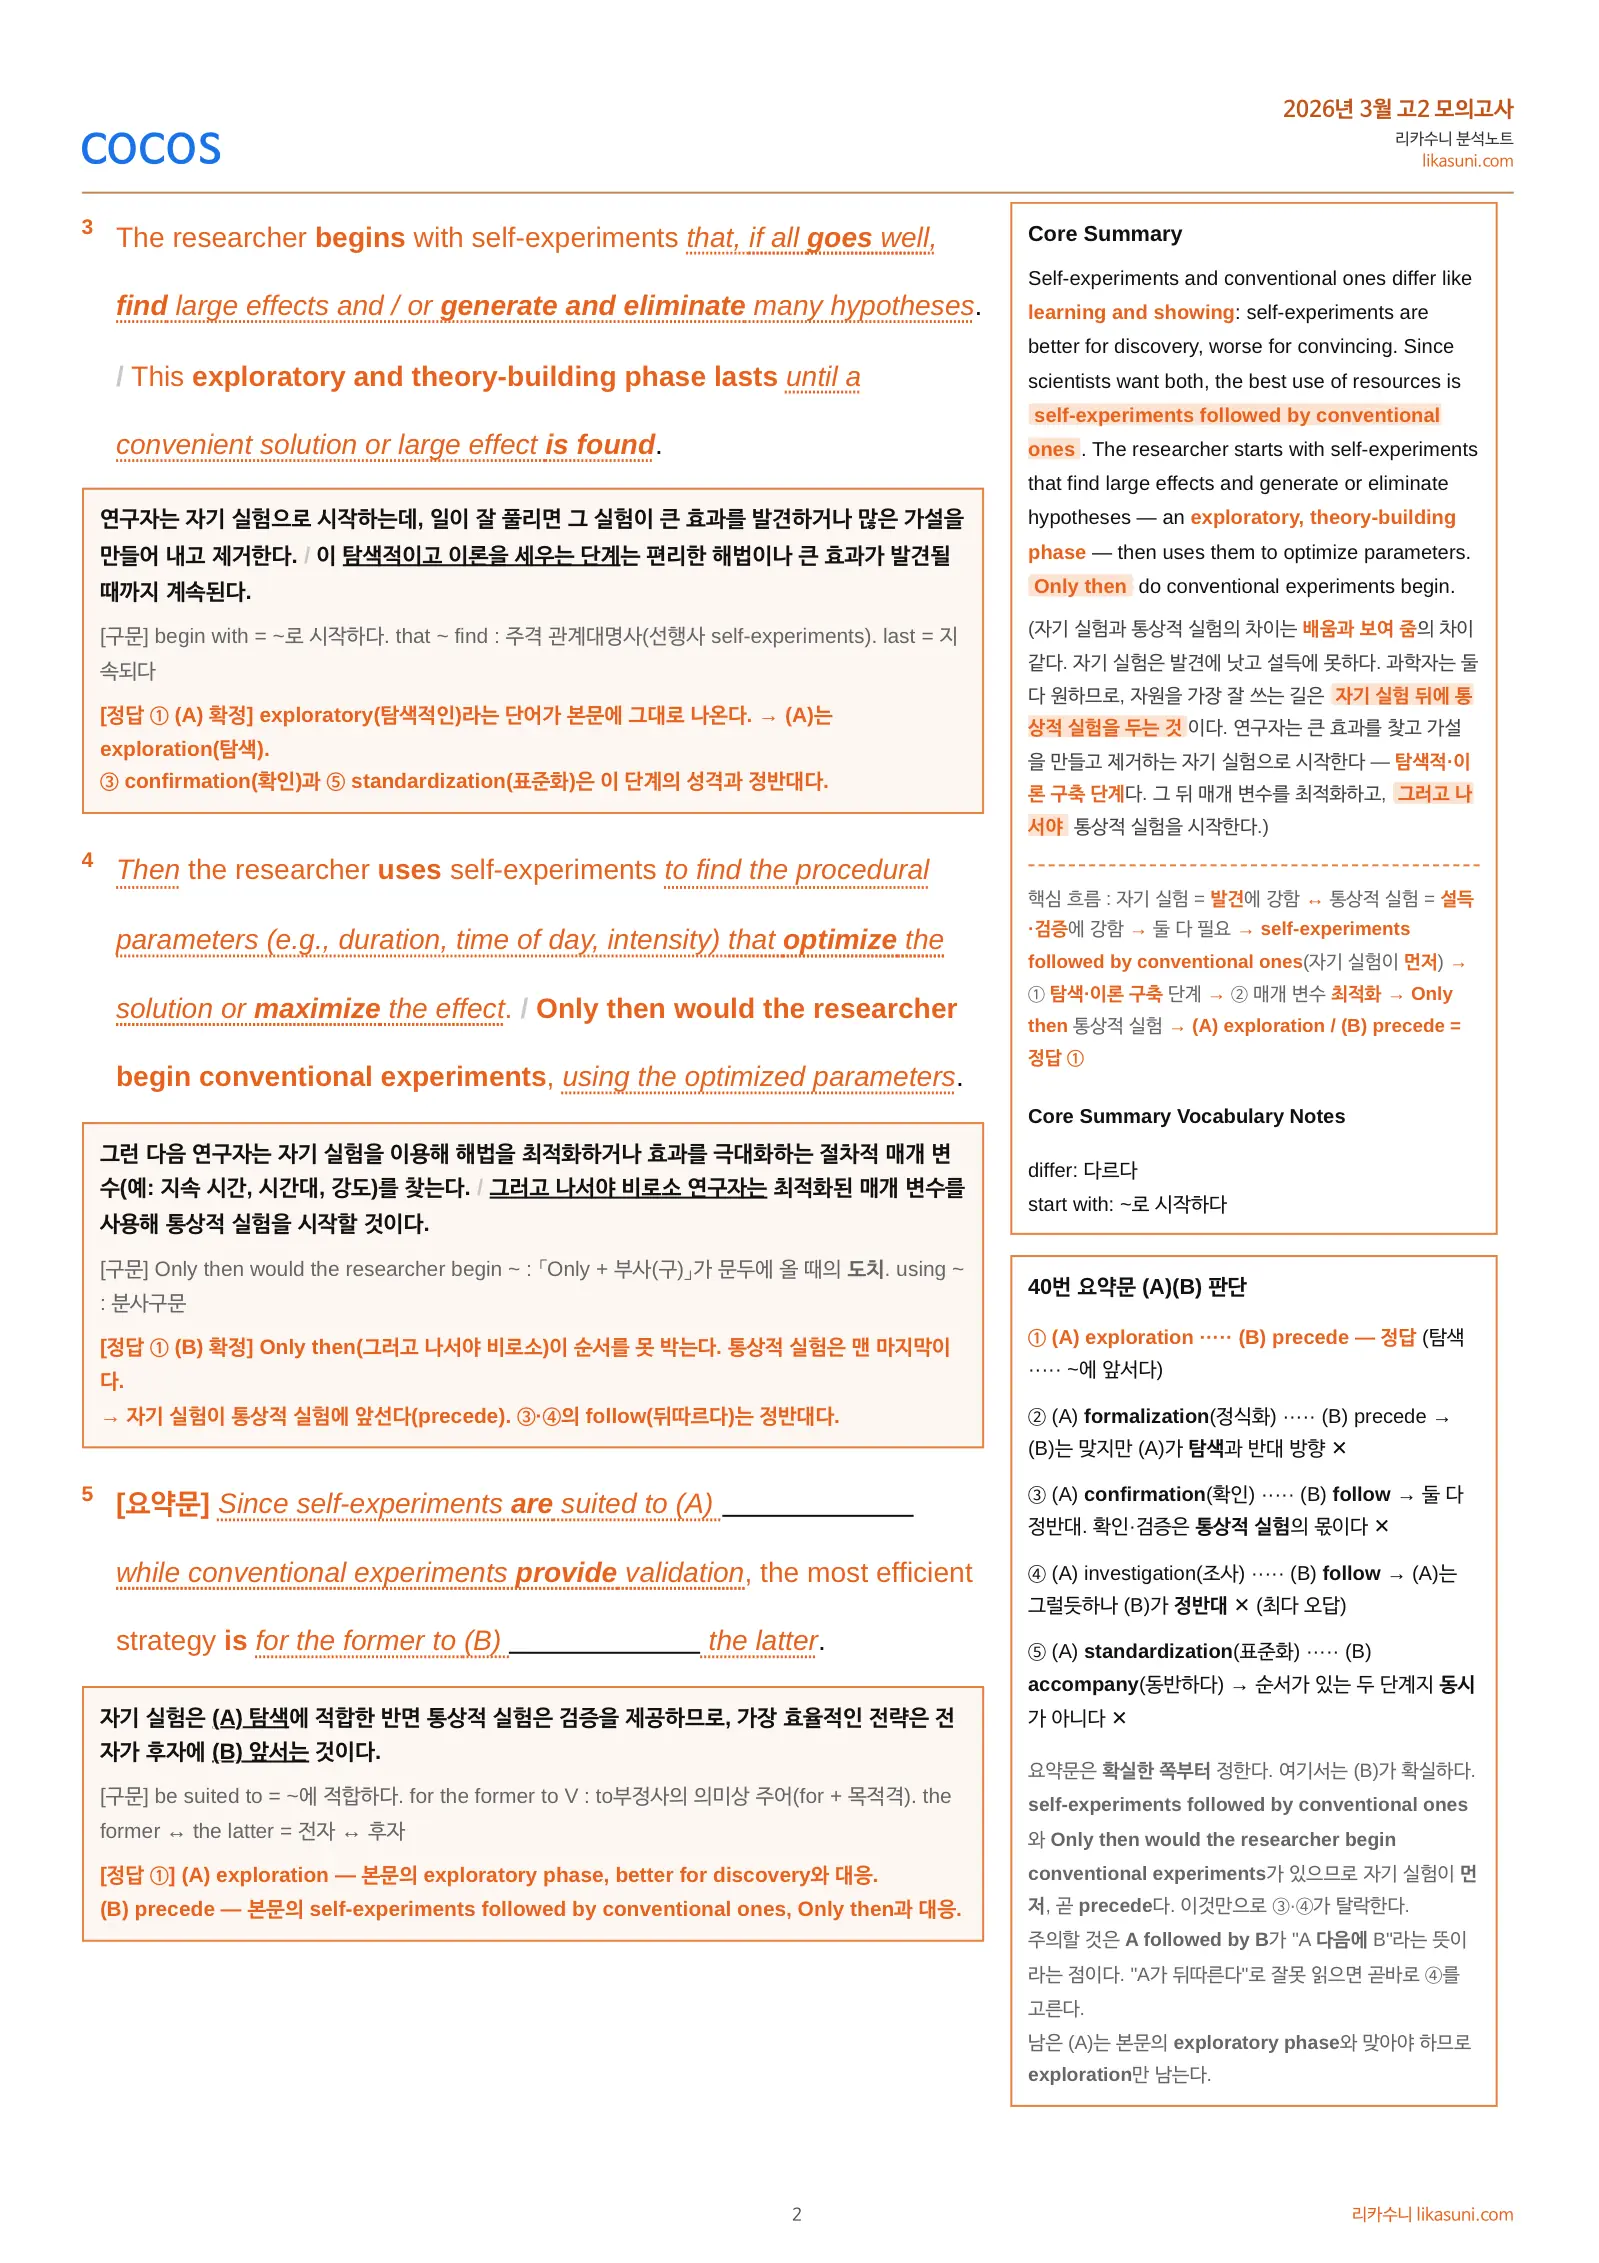 2026년 3월 고2 모의고사
cocos
리카수니 분석노트
likasuni.com
3 The researcher begins with self-experiments that, if all goes well,
find large effects and / or generate and eliminate many hypotheses.
/ This exploratory and theory-building phase lasts until a
convenient solution or large effect is found.
연구자는 자기 실험으로 시작하는데, 일이 잘 풀리면 그 실험이 큰 효과를 발견하거나 많은 가설을
만들어 내고 제거한다. / 이 탐색적이고 이론을 세우는 단계는 편리한 해법이나 큰 효과가 발견될
때까지 계속된다.
[구문] begin with = ~로 시작하다. that ~ find : 주격 관계대명사(선행사 self-experiments). last = 지
속되다
[정답 ① (A) 확정] exploratory(탐색적인)라는 단어가 본문에 그대로 나온다. → (A)는
exploration(탐색).
③ confirmation(확인)과 ⑤ standardization(표준화)은 이 단계의 성격과 정반대다.
4 Then the researcher uses self-experiments to find the procedural
parameters (e.g., duration, time of day, intensity) that optimize the
solution or maximize the effect. / Only then would the researcher
begin conventional experiments, using the optimized parameters.
그런 다음 연구자는 자기 실험을 이용해 해법을 최적화하거나 효과를 극대화하는 절차적 매개 변
수(예: 지속 시간, 시간대, 강도)를 찾는다. / 그러고 나서야 비로소 연구자는 최적화된 매개 변수를
사용해 통상적 실험을 시작할 것이다.
[구문] Only then would the researcher begin ~ : 「Only + 부사(구)」가 문두에 올 때의 도치. using ~
: 분사구문
[정답 ① (B) 확정] Only then(그러고 나서야 비로소)이 순서를 못 박는다. 통상적 실험은 맨 마지막이
다.
→ 자기 실험이 통상적 실험에 앞선다(precede). ③·④의 follow(뒤따르다)는 정반대다.
5 [요약문] Since self-experiments are suited to (A) ____________
while conventional experiments provide validation, the most efficient
strategy is for the former to (B) ____________ the latter.
자기 실험은 (A) 탐색에 적합한 반면 통상적 실험은 검증을 제공하므로, 가장 효율적인 전략은 전
자가 후자에 (B) 앞서는 것이다.
[구문] be suited to = ~에 적합하다. for the former to V : to부정사의 의미상 주어(for + 목적격). the
former ↔ the latter = 전자 ↔ 후자
[정답 ①] (A) exploration — 본문의 exploratory phase, better for discovery와 대응.
(B) precede — 본문의 self-experiments followed by conventional ones, Only then과 대응.
Core Summary
Self-experiments and conventional ones differ like
learning and showing: self-experiments are
better for discovery, worse for convincing. Since
scientists want both, the best use of resources is
self-experiments followed by conventional
ones . The researcher starts with self-experiments
that find large effects and generate or eliminate
hypotheses — an exploratory, theory-building
phase — then uses them to optimize parameters.
Only then do conventional experiments begin.
(자기 실험과 통상적 실험의 차이는 배움과 보여 줌의 차이
같다. 자기 실험은 발견에 낫고 설득에 못하다. 과학자는 둘
다 원하므로, 자원을 가장 잘 쓰는 길은 자기 실험 뒤에 통
상적 실험을 두는 것 이다. 연구자는 큰 효과를 찾고 가설
을 만들고 제거하는 자기 실험으로 시작한다 — 탐색적·이
론 구축 단계다. 그 뒤 매개 변수를 최적화하고, 그러고 나
서야 통상적 실험을 시작한다.)
핵심 흐름 : 자기 실험 = 발견에 강함 ↔ 통상적 실험 = 설득
·검증에 강함 → 둘 다 필요 → self-experiments
followed by conventional ones(자기 실험이 먼저) →
① 탐색·이론 구축 단계 → ② 매개 변수 최적화 → Only
then 통상적 실험 → (A) exploration / (B) precede =
정답 ①
Core Summary Vocabulary Notes
differ: 다르다
start with: ~로 시작하다
40번 요약문 (A)(B) 판단
① (A) exploration ····· (B) precede — 정답 (탐색
····· ~에 앞서다)
② (A) formalization(정식화) ····· (B) precede →
(B)는 맞지만 (A)가 탐색과 반대 방향 ✕
③ (A) confirmation(확인) ····· (B) follow → 둘 다
정반대. 확인·검증은 통상적 실험의 몫이다 ✕
④ (A) investigation(조사) ····· (B) follow → (A)는
그럴듯하나 (B)가 정반대 ✕ (최다 오답)
⑤ (A) standardization(표준화) ····· (B)
accompany(동반하다) → 순서가 있는 두 단계지 동시
가 아니다 ✕
요약문은 확실한 쪽부터 정한다. 여기서는 (B)가 확실하다.
self-experiments followed by conventional ones
와 Only then would the researcher begin
conventional experiments가 있으므로 자기 실험이 먼
저, 곧 precede다. 이것만으로 ③·④가 탈락한다.
주의할 것은 A followed by B가 "A 다음에 B"라는 뜻이
라는 점이다. "A가 뒤따른다"로 잘못 읽으면 곧바로 ④를
고른다.
남은 (A)는 본문의 exploratory phase와 맞아야 하므로
exploration만 남는다.
2
리카수니 likasuni.com